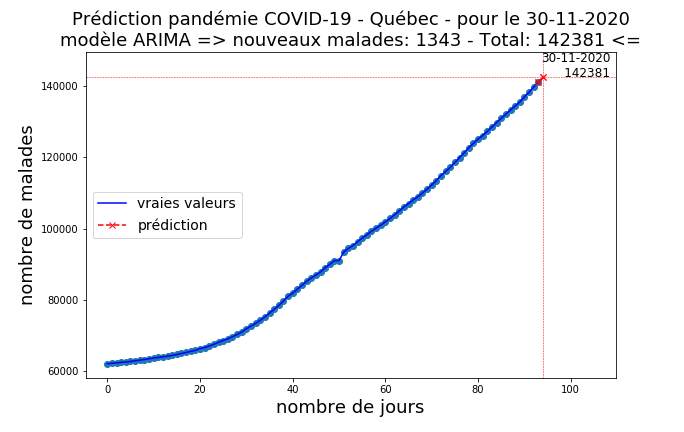 Prédiction pandémie COVID-19 - Québec - pour le 30-11-2020
modèle ARIMA => nouveaux malades: 1343 - Total: 142381 <=
30-11-2020
142381
140000
120000
100000
80000
60000
nombre de malades
vraies valeurs
prédiction
0 20 40 60 80 100
nombre de jours